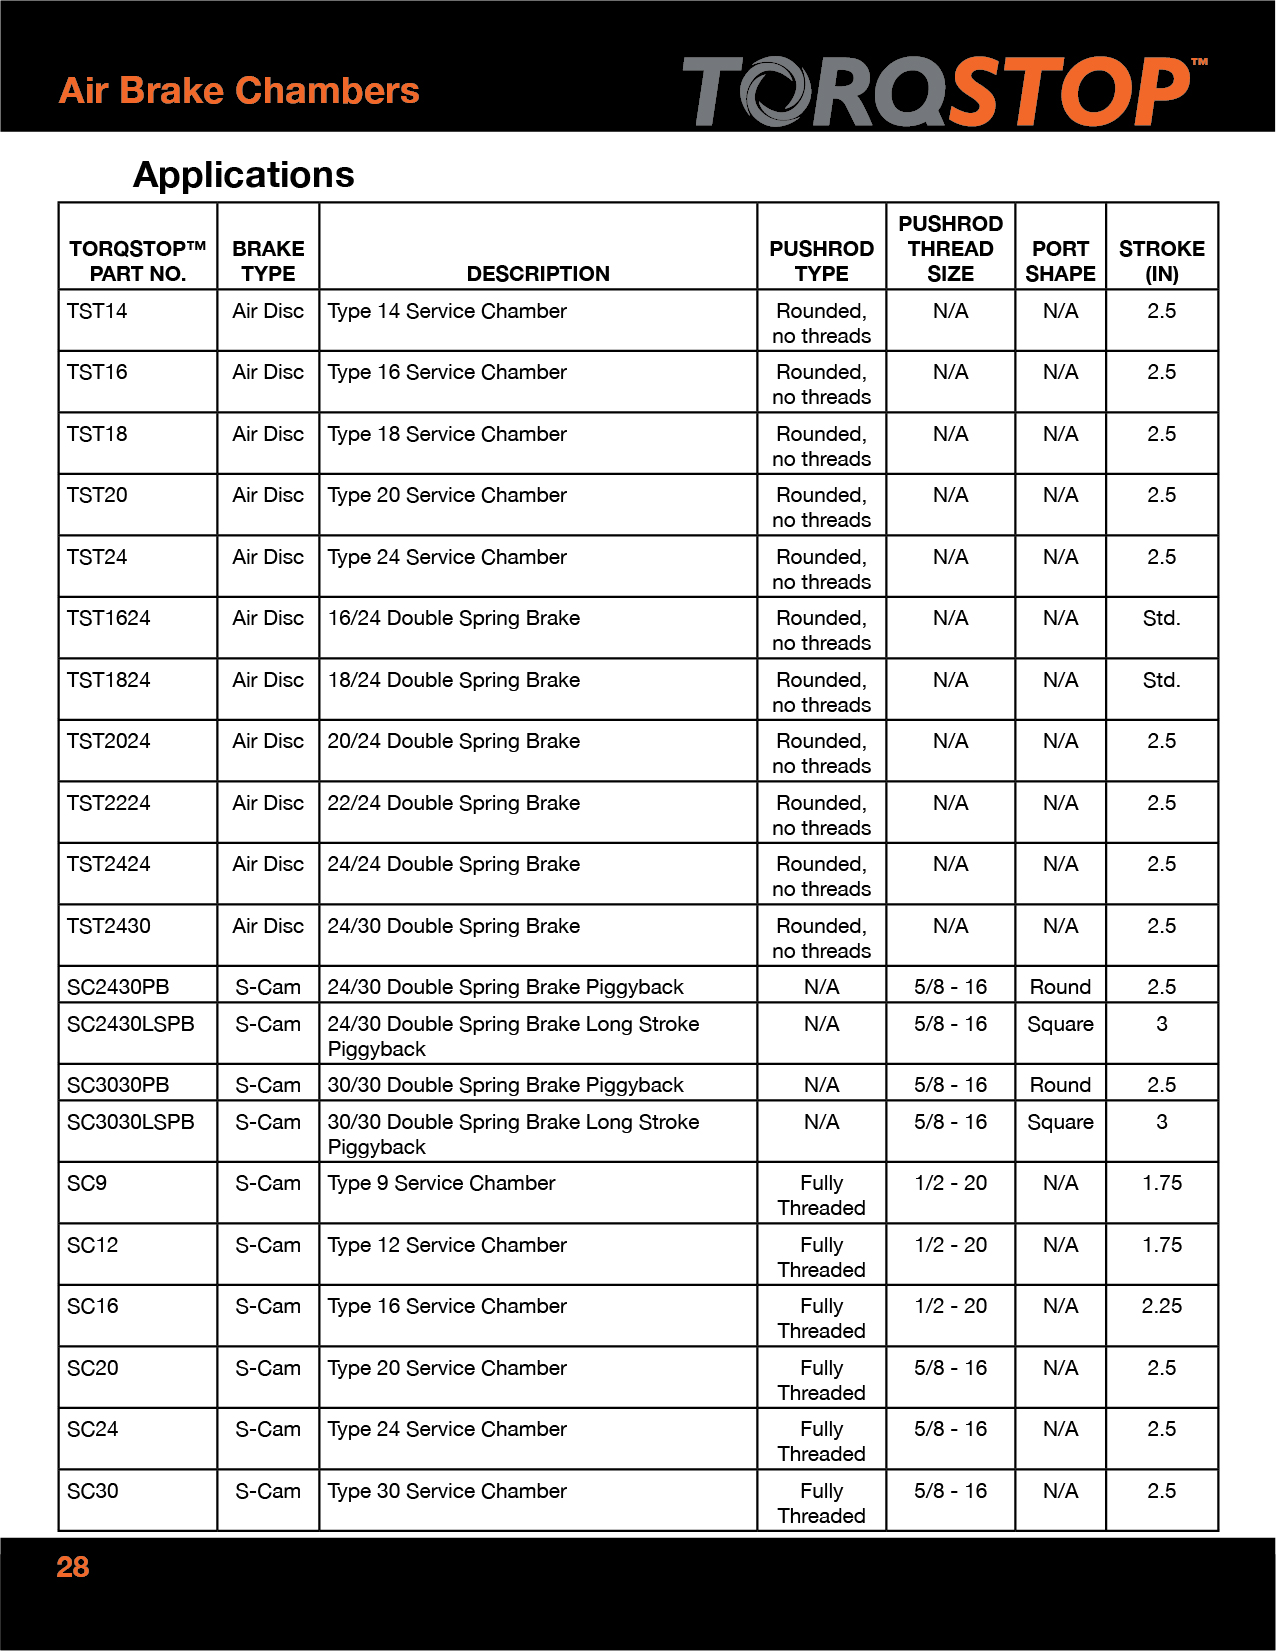 Air Brake Chambers
TORQSTOP™
Applications
TORQSTOP™ PART NO. BRAKE TYPE DESCRIPTION PUSHROD TYPE PUSHROD THREAD SIZE PORT SHAPE STROKE (IN)
TST14 Air Disc Type 14 Service Chamber Rounded, no threads N/A N/A 2.5
TST16 Air Disc Type 16 Service Chamber Rounded, no threads N/A N/A 2.5
TST18 Air Disc Type 18 Service Chamber Rounded, no threads N/A N/A 2.5
TST20 Air Disc Type 20 Service Chamber Rounded, no threads N/A N/A 2.5
TST24 Air Disc Type 24 Service Chamber Rounded, no threads N/A N/A 2.5
TST1624 Air Disc 16/24 Double Spring Brake Rounded, no threads N/A N/A Std.
TST1824 Air Disc 18/24 Double Spring Brake Rounded, no threads N/A N/A Std.
TST2024 Air Disc 20/24 Double Spring Brake Rounded, no threads N/A N/A 2.5
TST2224 Air Disc 22/24 Double Spring Brake Rounded, no threads N/A N/A 2.5
TST2424 Air Disc 24/24 Double Spring Brake Rounded, no threads N/A N/A 2.5
TST2430 Air Disc 24/30 Double Spring Brake Rounded, no threads N/A N/A 2.5
SC2430PB S-Cam 24/30 Double Spring Brake Piggyback N/A 5/8 - 16 Round 2.5
SC2430LSPB S-Cam 24/30 Double Spring Brake Long Stroke Piggyback N/A 5/8 - 16 Square 3
SC3030PB S-Cam 30/30 Double Spring Brake Piggyback N/A 5/8 - 16 Round 2.5
SC3030LSPB S-Cam 30/30 Double Spring Brake Long Stroke Piggyback N/A 5/8 - 16 Square 3
SC9 S-Cam Type 9 Service Chamber Fully Threaded 1/2 - 20 N/A 1.75
SC12 S-Cam Type 12 Service Chamber Fully Threaded 1/2 - 20 N/A 1.75
SC16 S-Cam Type 16 Service Chamber Fully Threaded 1/2 - 20 N/A 2.25
SC20 S-Cam Type 20 Service Chamber Fully Threaded 5/8 - 16 N/A 2.5
SC24 S-Cam Type 24 Service Chamber Fully Threaded 5/8 - 16 N/A 2.5
SC30 S-Cam Type 30 Service Chamber Fully Threaded 5/8 - 16 N/A 2.5
28